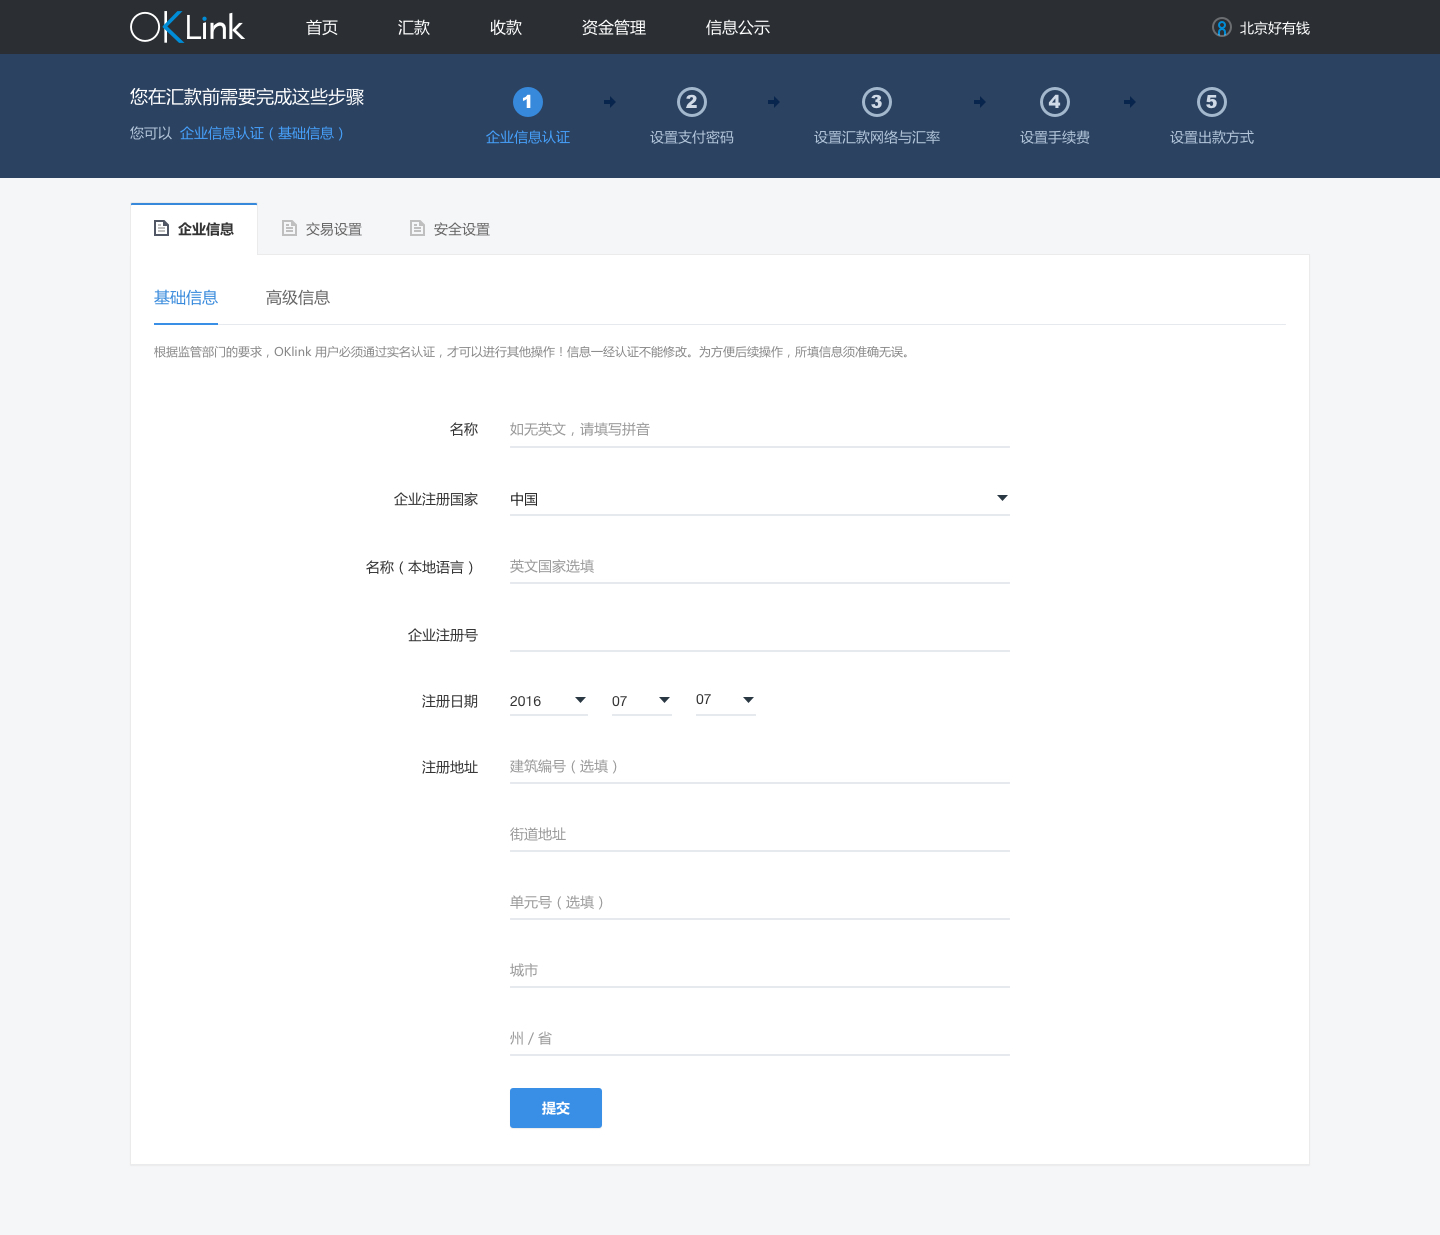 OKLink 首页 汇款 收款 资金管理 信息公示 北京好有钱
您在汇款前需要完成这些步骤
您可以 企业信息认证（基础信息）
1 2 3 4 5
企业信息认证 设置支付密码 设置汇款网络与汇率 设置手续费 设置出款方式
企业信息 交易设置 安全设置
基础信息 高级信息
根据监管部门的要求，OKlink 用户必须通过实名认证，才可以进行其他操作！信息一经认证不能修改。为方便后续操作，所填信息须准确无误。
名称 如无英文，请填写拼音
企业注册国家 中国
名称（本地语言） 英文国家选填
企业注册号
注册日期 2016 07 07
注册地址 建筑编号（选填）
街道地址
单元号（选填）
城市
州 / 省
提交